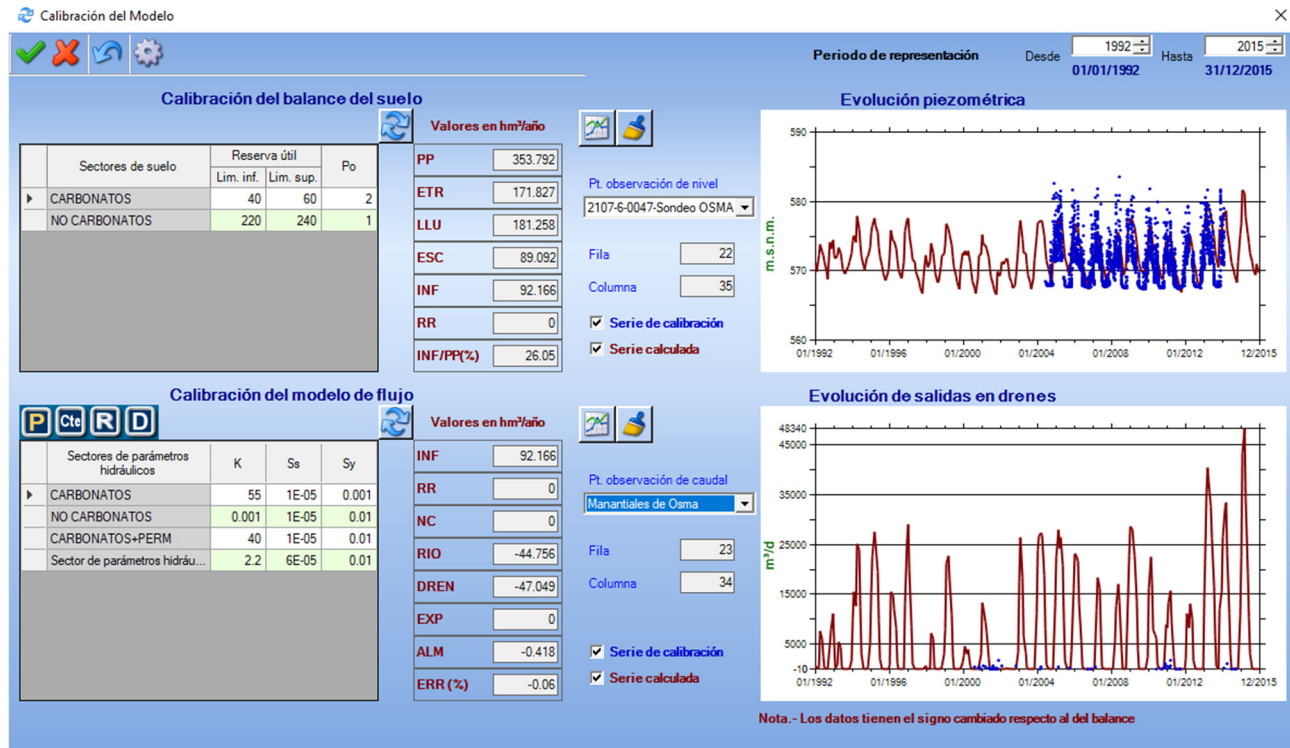 Calibración del Modelo
Periodo de representación Desde 1992 Hasta 2015
01/01/1992 31/12/2015
Calibración del balance del suelo
Valores en hm³/año
Sectores de suelo Reserva útil Po
Lim. inf. Lim. sup.
CARBONATOS 40 60 2
NO CARBONATOS 220 240 1
PP 353.792
ETR 171.827
LLU 181.258
ESC 89.092
INF 92.166
RR 0
INF/PP(%) 26.05
Pt. observación de nivel
2107-6-0047-Sondeo OSMA
Fila 22
Columna 35
Serie de calibración
Serie calculada
Evolución piezométrica
m.s.n.m.
590
580
570
560
01/1992 01/1996 01/2000 01/2004 01/2008 01/2012 12/2015
Calibración del modelo de flujo
P Cte R D
Valores en hm³/año
Sectores de parámetros hidráulicos K Ss Sy
CARBONATOS 55 1E-05 0.001
NO CARBONATOS 0.001 1E-05 0.01
CARBONATOS+PERM 40 1E-05 0.01
Sector de parámetros hidráu... 2.2 6E-05 0.01
INF 92.166
RR 0
NC 0
RIO -44.756
DREN -47.049
EXP 0
ALM -0.418
ERR (%) -0.06
Pt. observación de caudal
Manantiales de Osma
Fila 23
Columna 34
Serie de calibración
Serie calculada
Evolución de salidas en drenes
m³/d
48340
45000
35000
25000
15000
5000
-10
01/1992 01/1996 01/2000 01/2004 01/2008 01/2012 12/2015
Nota.- Los datos tienen el signo cambiado respecto al del balance